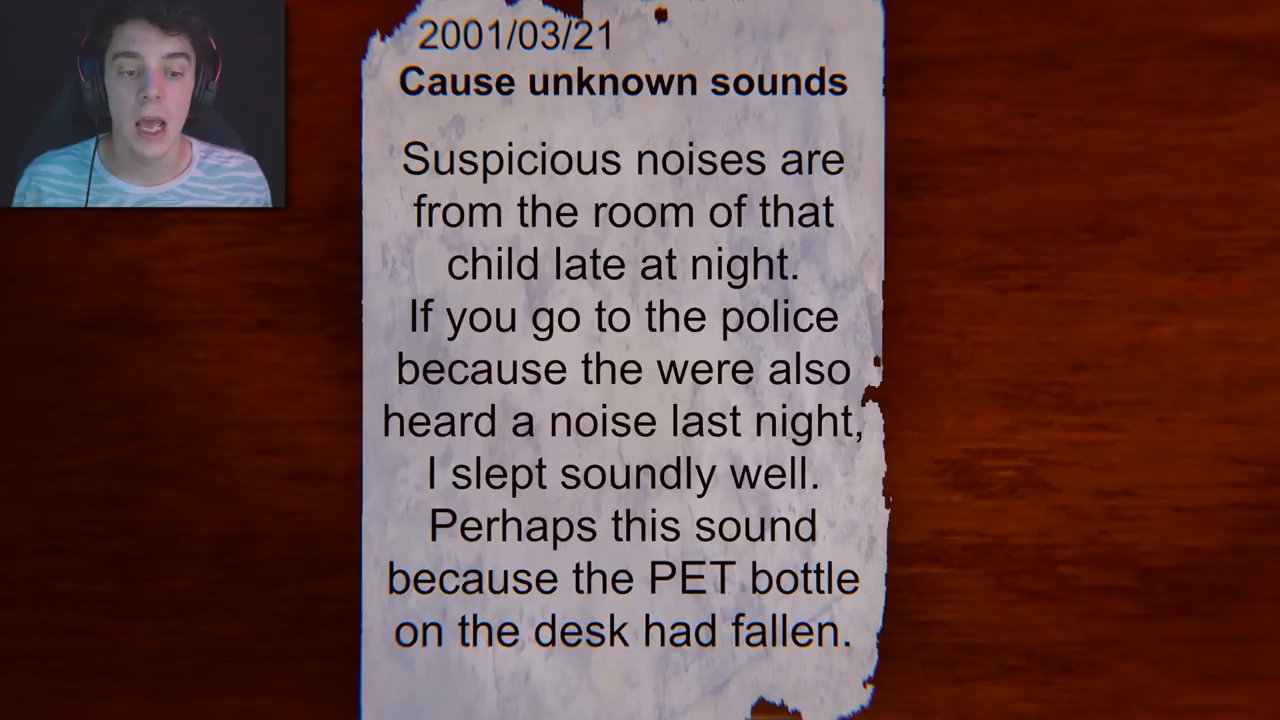 2001/03/21
Cause unknown sounds
Suspicious noises are
from the room of that
child late at night.
If you go to the police
because the were also
heard a noise last night,
I slept soundly well.
Perhaps this sound
because the PET bottle
on the desk had fallen.